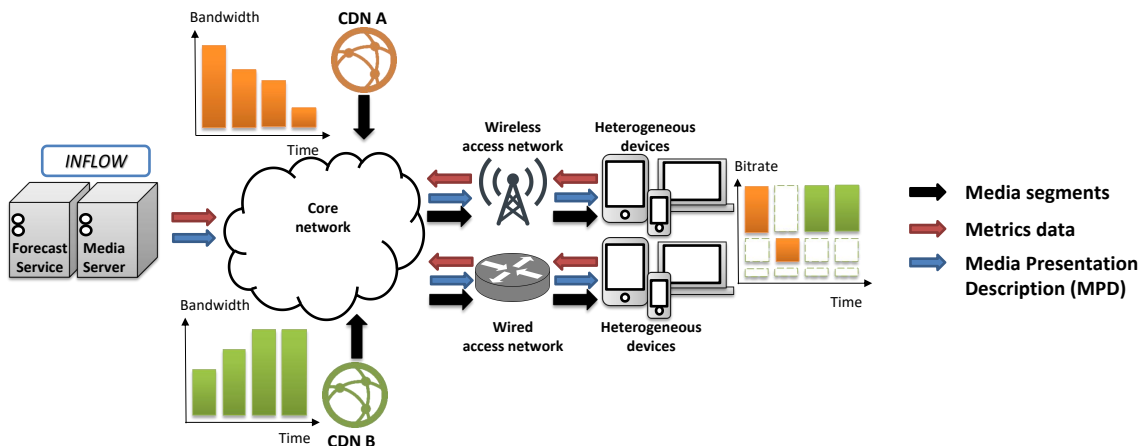 CDN A
Bandwidth
Time
INFLOW
Forecast
Service
Media
Server
Core
network
Wireless
access network
Heterogeneous
devices
Bitrate
Time
Media segments
Metrics data
Media Presentation
Description (MPD)
Bandwidth
Time
CDN B
Wired
access network
Heterogeneous
devices